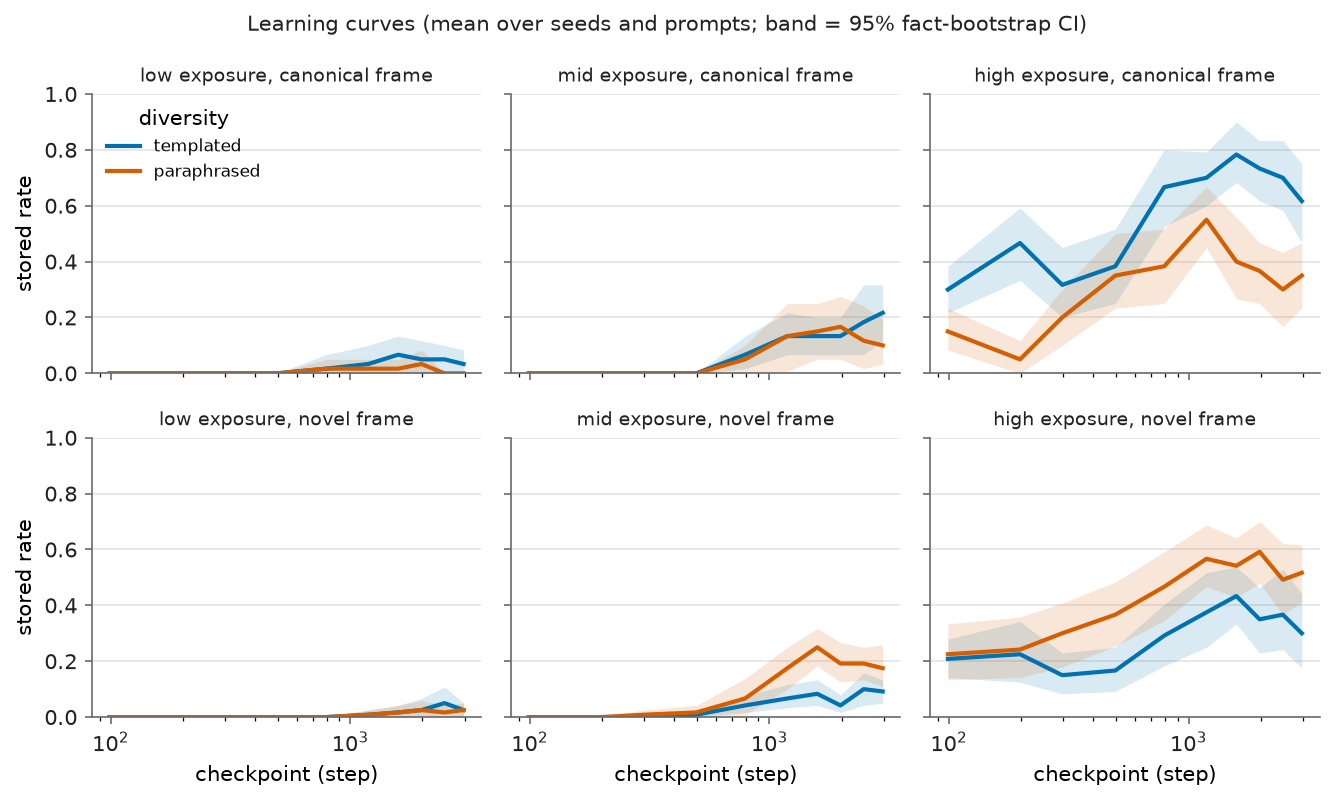 Learning curves (mean over seeds and prompts; band = 95% fact-bootstrap CI)
low exposure, canonical frame
mid exposure, canonical frame
high exposure, canonical frame
1.0
0.8
0.6
0.4
0.2
0.0
stored rate
diversity
templated
paraphrased
low exposure, novel frame
mid exposure, novel frame
high exposure, novel frame
1.0
0.8
0.6
0.4
0.2
0.0
stored rate
10² 10³
10² 10³
10² 10³
checkpoint (step)
checkpoint (step)
checkpoint (step)